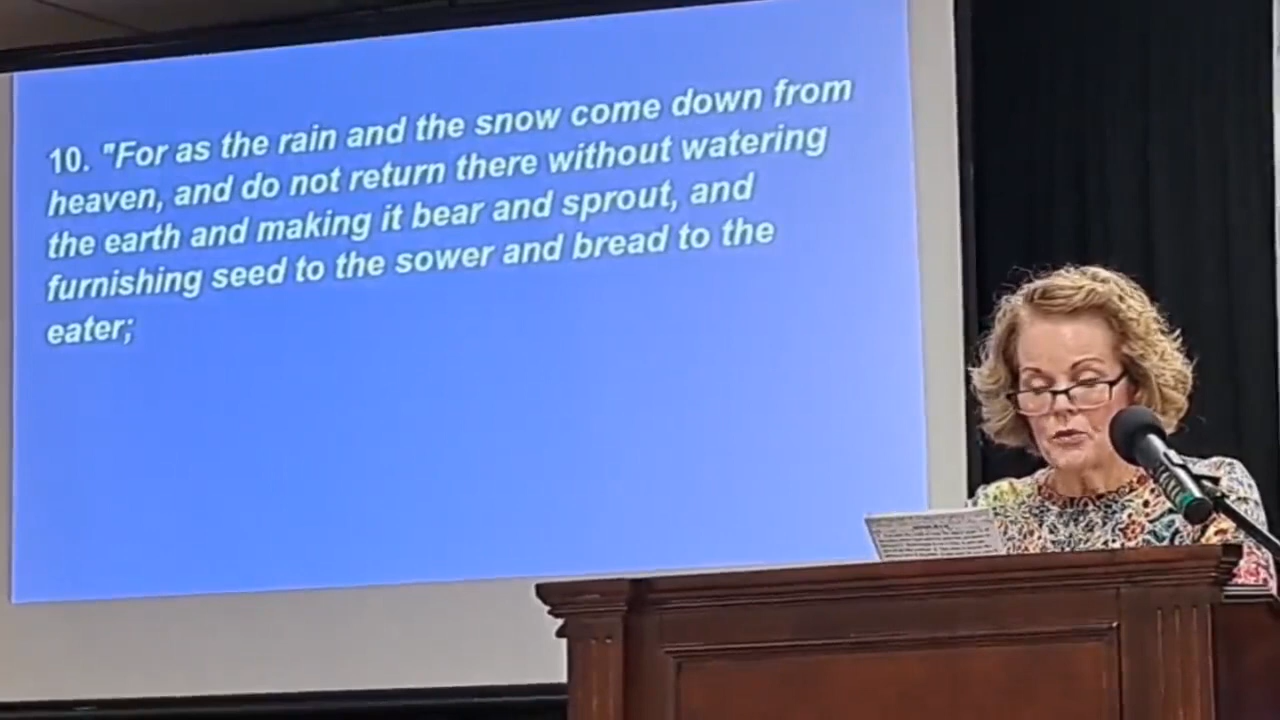 10. "For as the rain and the snow come down from
heaven, and do not return there without watering
the earth and making it bear and sprout, and
furnishing seed to the sower and bread to the
eater;